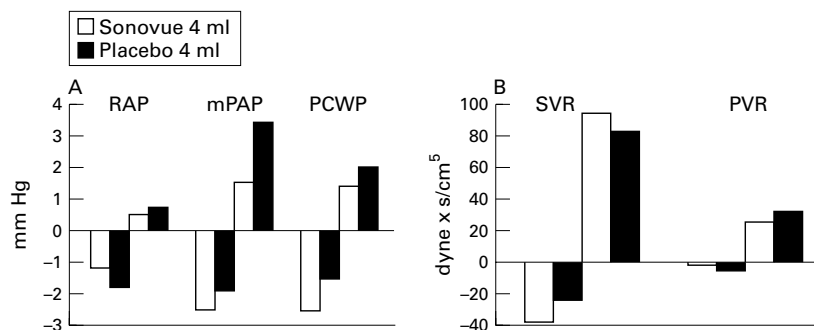 Sonovue 4 ml
Placebo 4 ml
A
RAP mPAP PCWP
4
3
2
1
0
–1
–2
–3
mm Hg
B
SVR PVR
100
80
60
40
20
0
–20
–40
dyne x s/cm⁵